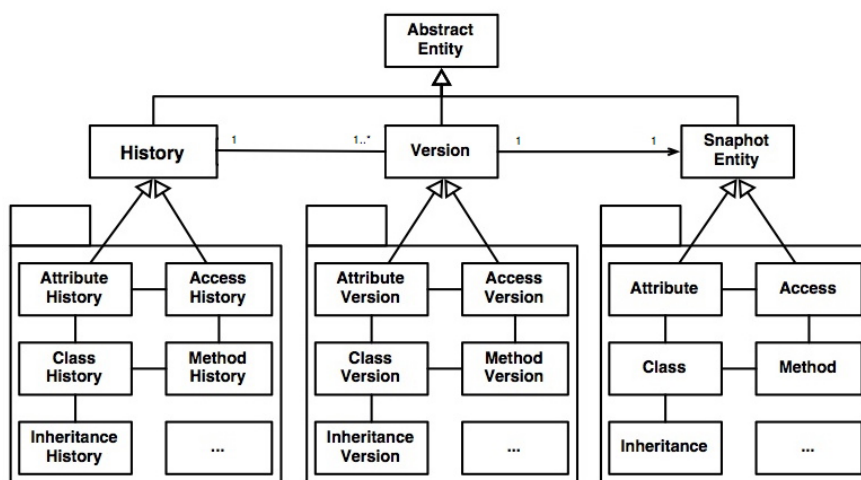 Abstract
Entity
History
1
1..*
Version
1
1
Snaphot
Entity
Attribute
History
Access
History
Attribute
Version
Access
Version
Attribute
Access
Class
History
Method
History
Class
Version
Method
Version
Class
Method
Inheritance
History
...
Inheritance
Version
...
Inheritance
...